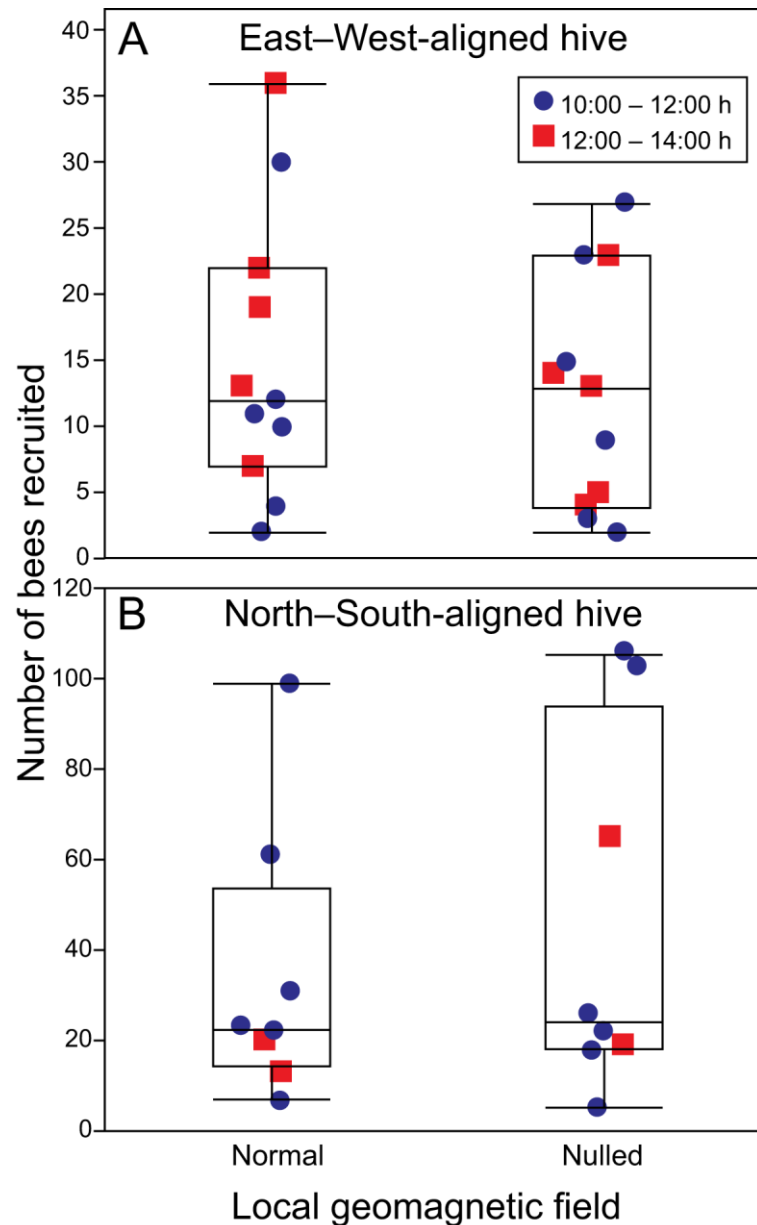 A East–West-aligned hive
10:00 – 12:00 h
12:00 – 14:00 h
40
35
30
25
20
15
10
5
0
B North–South-aligned hive
120
100
80
60
40
20
0
Number of bees recruited
Normal Nulled
Local geomagnetic field